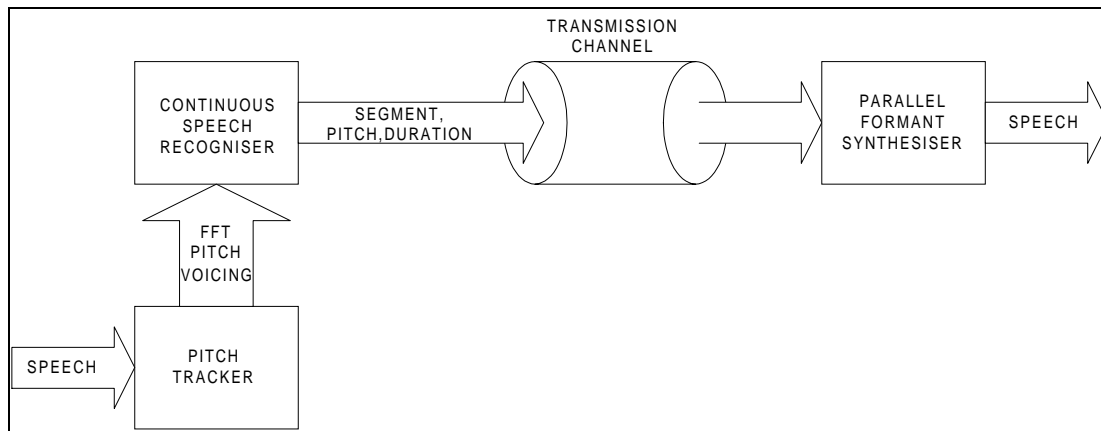 TRANSMISSION
CHANNEL
CONTINUOUS
SPEECH
RECOGNISER
SEGMENT,
PITCH,DURATION
PARALLEL
FORMANT
SYNTHESISER
SPEECH
FFT
PITCH
VOICING
SPEECH
PITCH
TRACKER